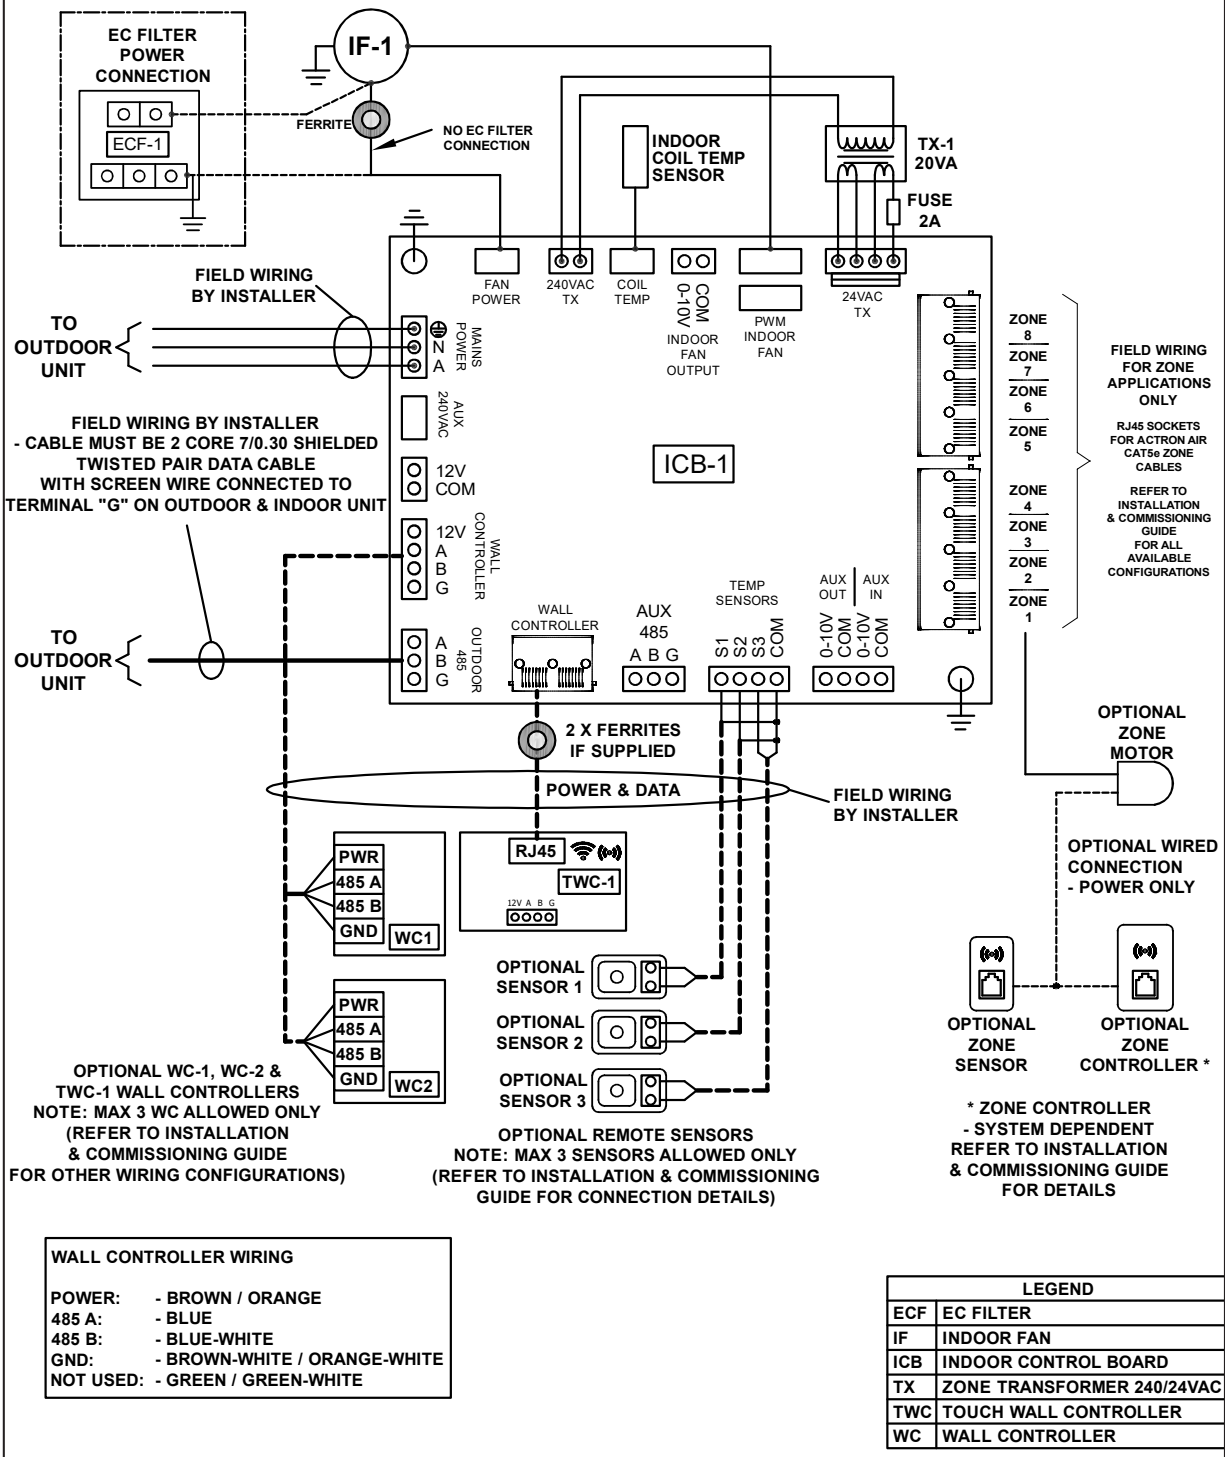 EC FILTER
POWER
CONNECTION
ECF-1
IF-1
FERRITE
NO EC FILTER
CONNECTION
INDOOR
COIL TEMP
SENSOR
TX-1
20VA
FUSE
2A
FIELD WIRING
BY INSTALLER
TO
OUTDOOR
UNIT
FAN
POWER
240VAC
TX
COIL
TEMP
0-10V
COM
INDOOR
FAN
OUTPUT
PWM
INDOOR
FAN
24VAC
TX
N
A
MAINS
POWER
AUX
240VAC
12V
COM
12V
A
B
G
WALL
CONTROLLER
A
B
G
OUTDOOR
485
ICB-1
FIELD WIRING BY INSTALLER
- CABLE MUST BE 2 CORE 7/0.30 SHIELDED
TWISTED PAIR DATA CABLE
WITH SCREEN WIRE CONNECTED TO
TERMINAL "G" ON OUTDOOR & INDOOR UNIT
TO
OUTDOOR
UNIT
WALL
CONTROLLER
AUX
485
A B G
TEMP
SENSORS
S1
S2
S3
COM
AUX
OUT
AUX
IN
0-10V
COM
0-10V
COM
ZONE
8
ZONE
7
ZONE
6
ZONE
5
ZONE
4
ZONE
3
ZONE
2
ZONE
1
FIELD WIRING
FOR ZONE
APPLICATIONS
ONLY
RJ45 SOCKETS
FOR ACTRON AIR
CAT5e ZONE
CABLES
REFER TO
INSTALLATION
& COMMISSIONING
GUIDE
FOR ALL
AVAILABLE
CONFIGURATIONS
2 X FERRITES
IF SUPPLIED
POWER & DATA
FIELD WIRING
BY INSTALLER
OPTIONAL
ZONE
MOTOR
OPTIONAL WIRED
CONNECTION
- POWER ONLY
PWR
485 A
485 B
GND
WC1
RJ45
TWC-1
12V A B G
PWR
485 A
485 B
GND
WC2
OPTIONAL
SENSOR 1
OPTIONAL
SENSOR 2
OPTIONAL
SENSOR 3
OPTIONAL
ZONE
SENSOR
OPTIONAL
ZONE
CONTROLLER *
OPTIONAL WC-1, WC-2 &
TWC-1 WALL CONTROLLERS
NOTE: MAX 3 WC ALLOWED ONLY
(REFER TO INSTALLATION
& COMMISSIONING GUIDE
FOR OTHER WIRING CONFIGURATIONS)
OPTIONAL REMOTE SENSORS
NOTE: MAX 3 SENSORS ALLOWED ONLY
(REFER TO INSTALLATION & COMMISSIONING
GUIDE FOR CONNECTION DETAILS)
* ZONE CONTROLLER
- SYSTEM DEPENDENT
REFER TO INSTALLATION
& COMMISSIONING GUIDE
FOR DETAILS
WALL CONTROLLER WIRING
POWER: - BROWN / ORANGE
485 A: - BLUE
485 B: - BLUE-WHITE
GND: - BROWN-WHITE / ORANGE-WHITE
NOT USED: - GREEN / GREEN-WHITE
LEGEND
ECF EC FILTER
IF INDOOR FAN
ICB INDOOR CONTROL BOARD
TX ZONE TRANSFORMER 240/24VAC
TWC TOUCH WALL CONTROLLER
WC WALL CONTROLLER